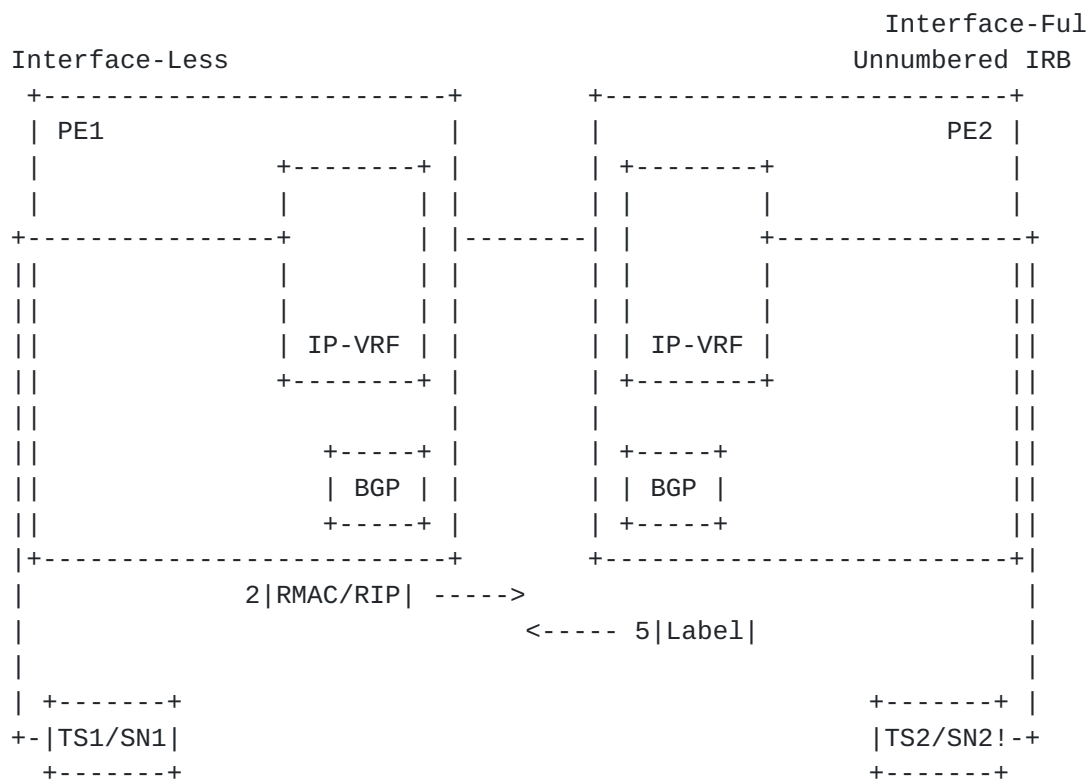 Interface-Ful
Interface-Less Unnumbered IRB
PE1 PE2
IP-VRF IP-VRF
BGP BGP
2|RMAC/RIP| ----->
<----- 5|Label|
TS1/SN1| |TS2/SN2!